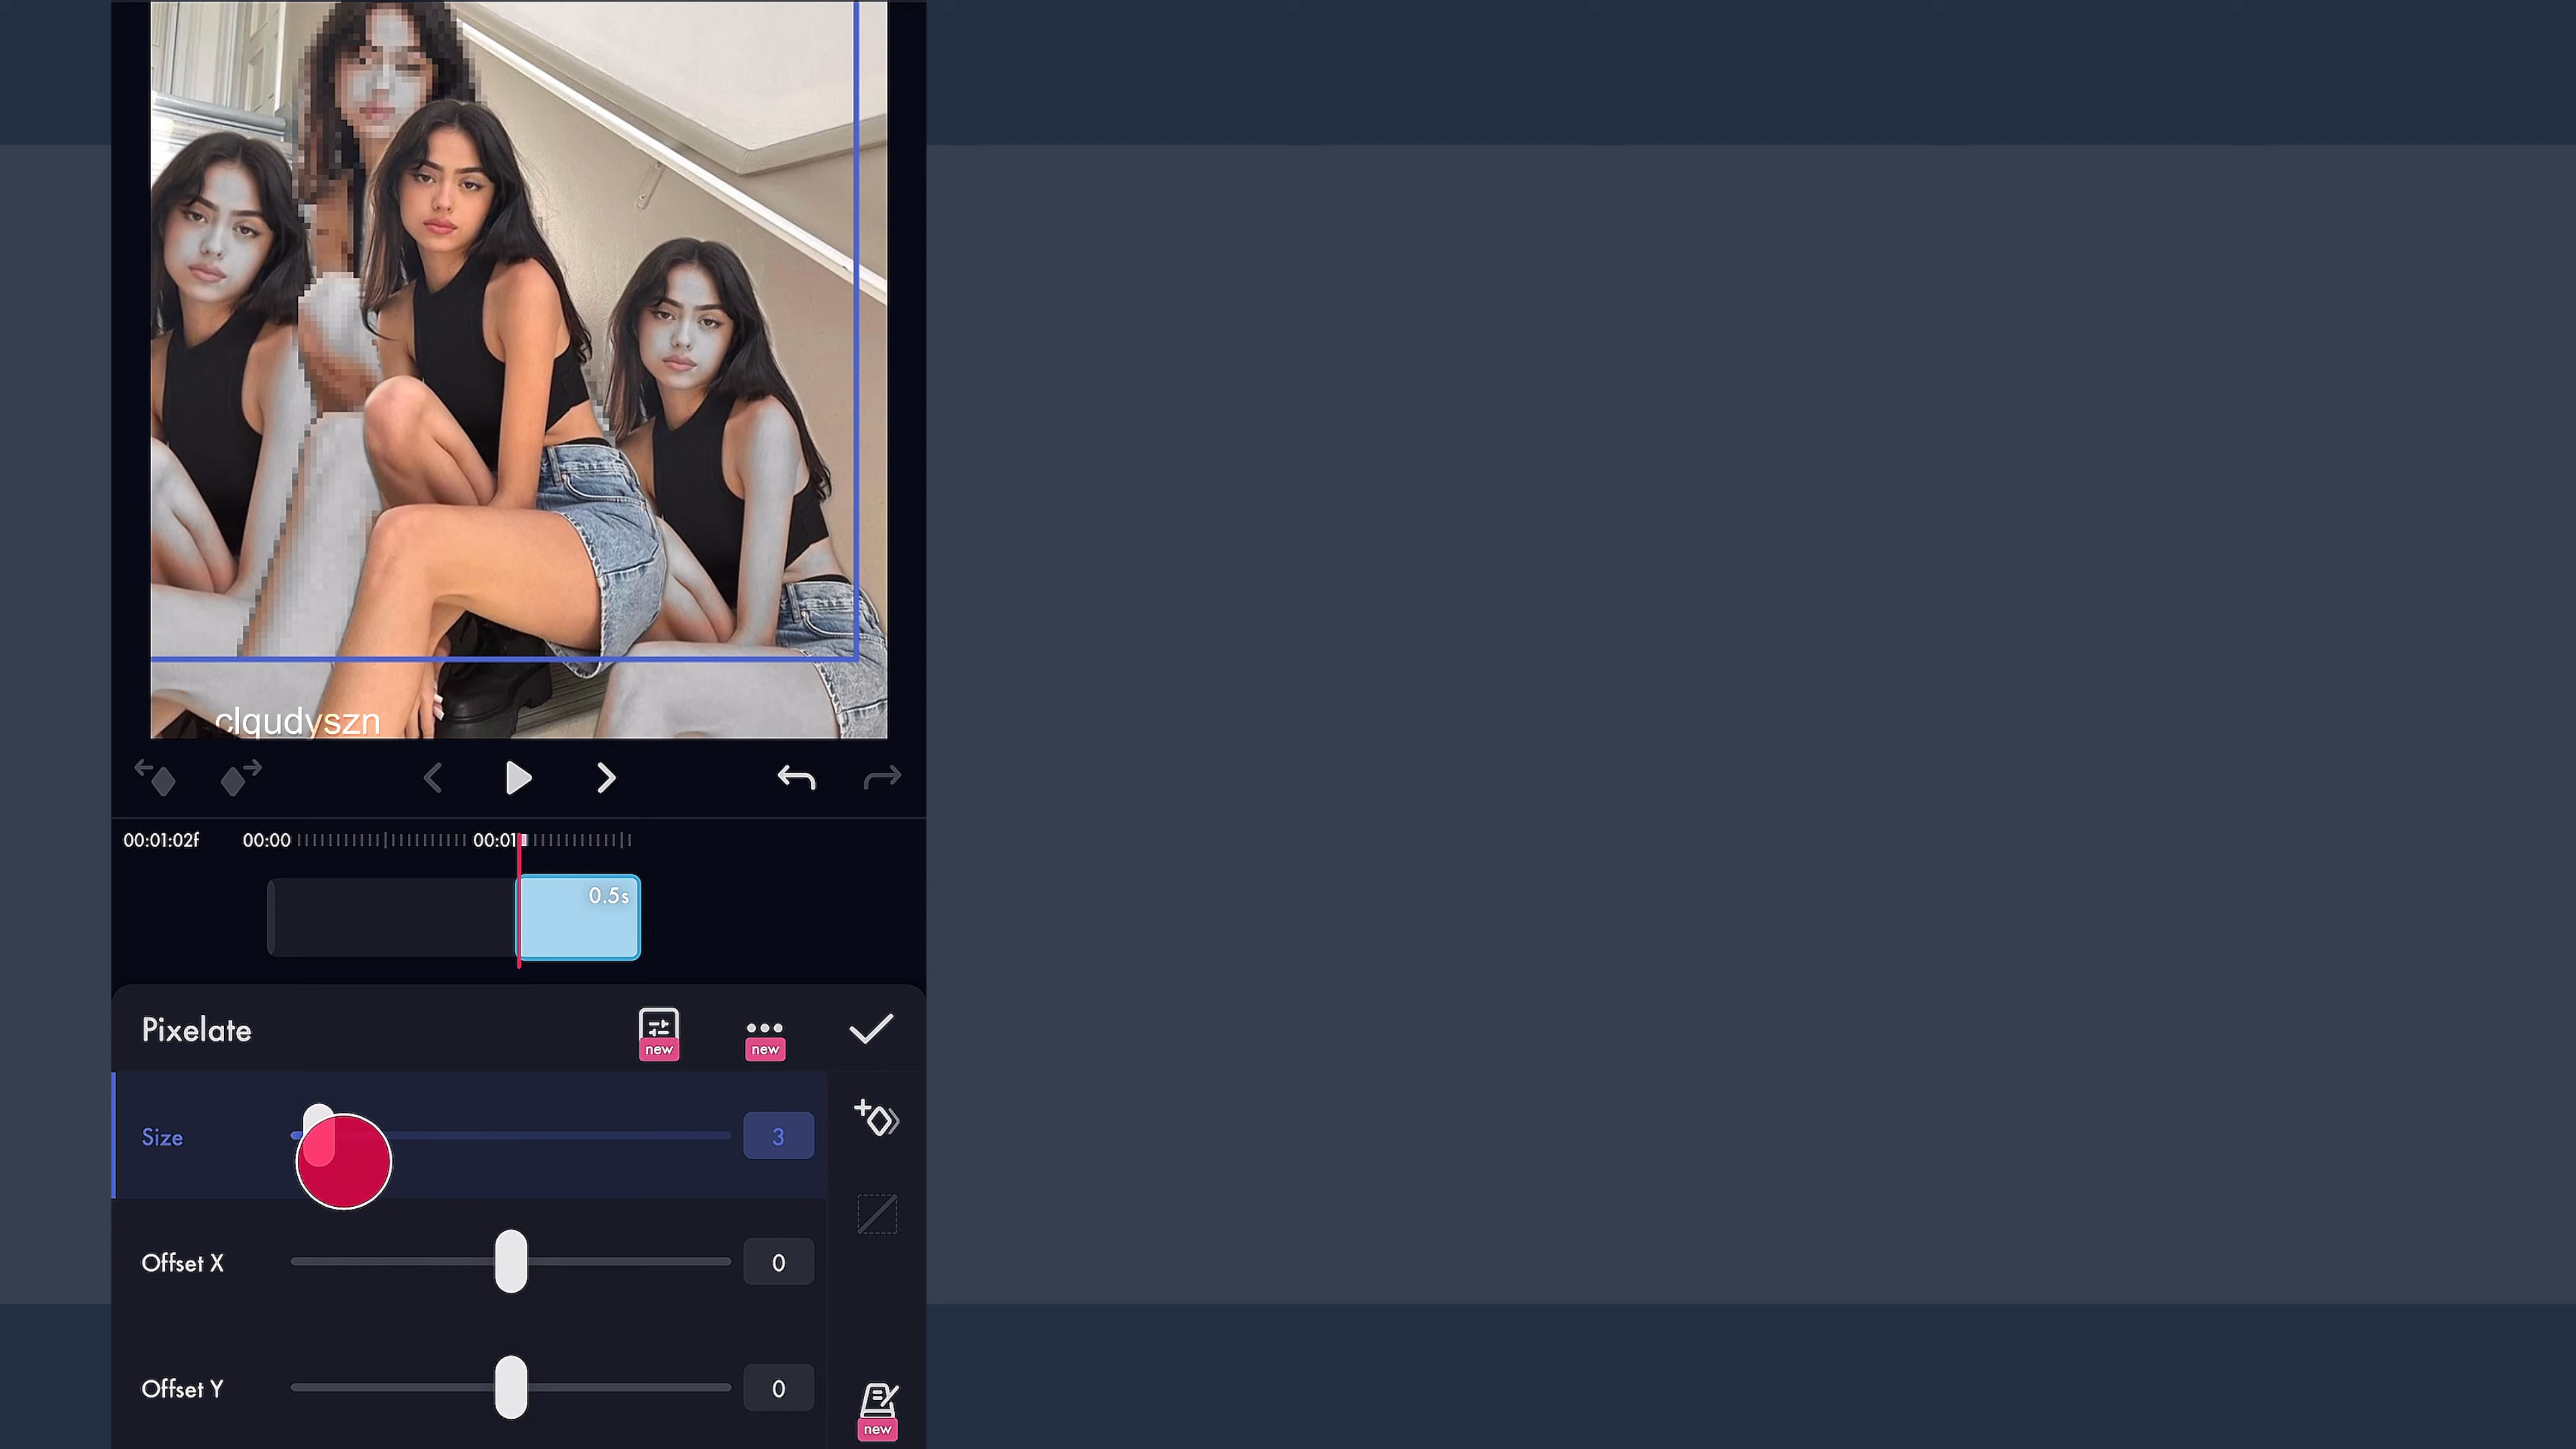 clqudyszn
00:01:02f 00:00 00:01
0.5s
Pixelate new new
Size 3
Offset X 0
Offset Y 0
new